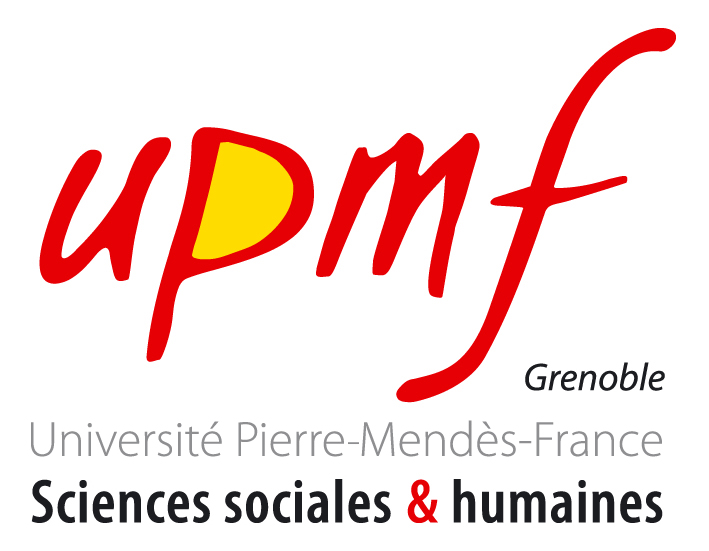 upmf
Grenoble
Université Pierre-Mendès-France
Sciences sociales & humaines